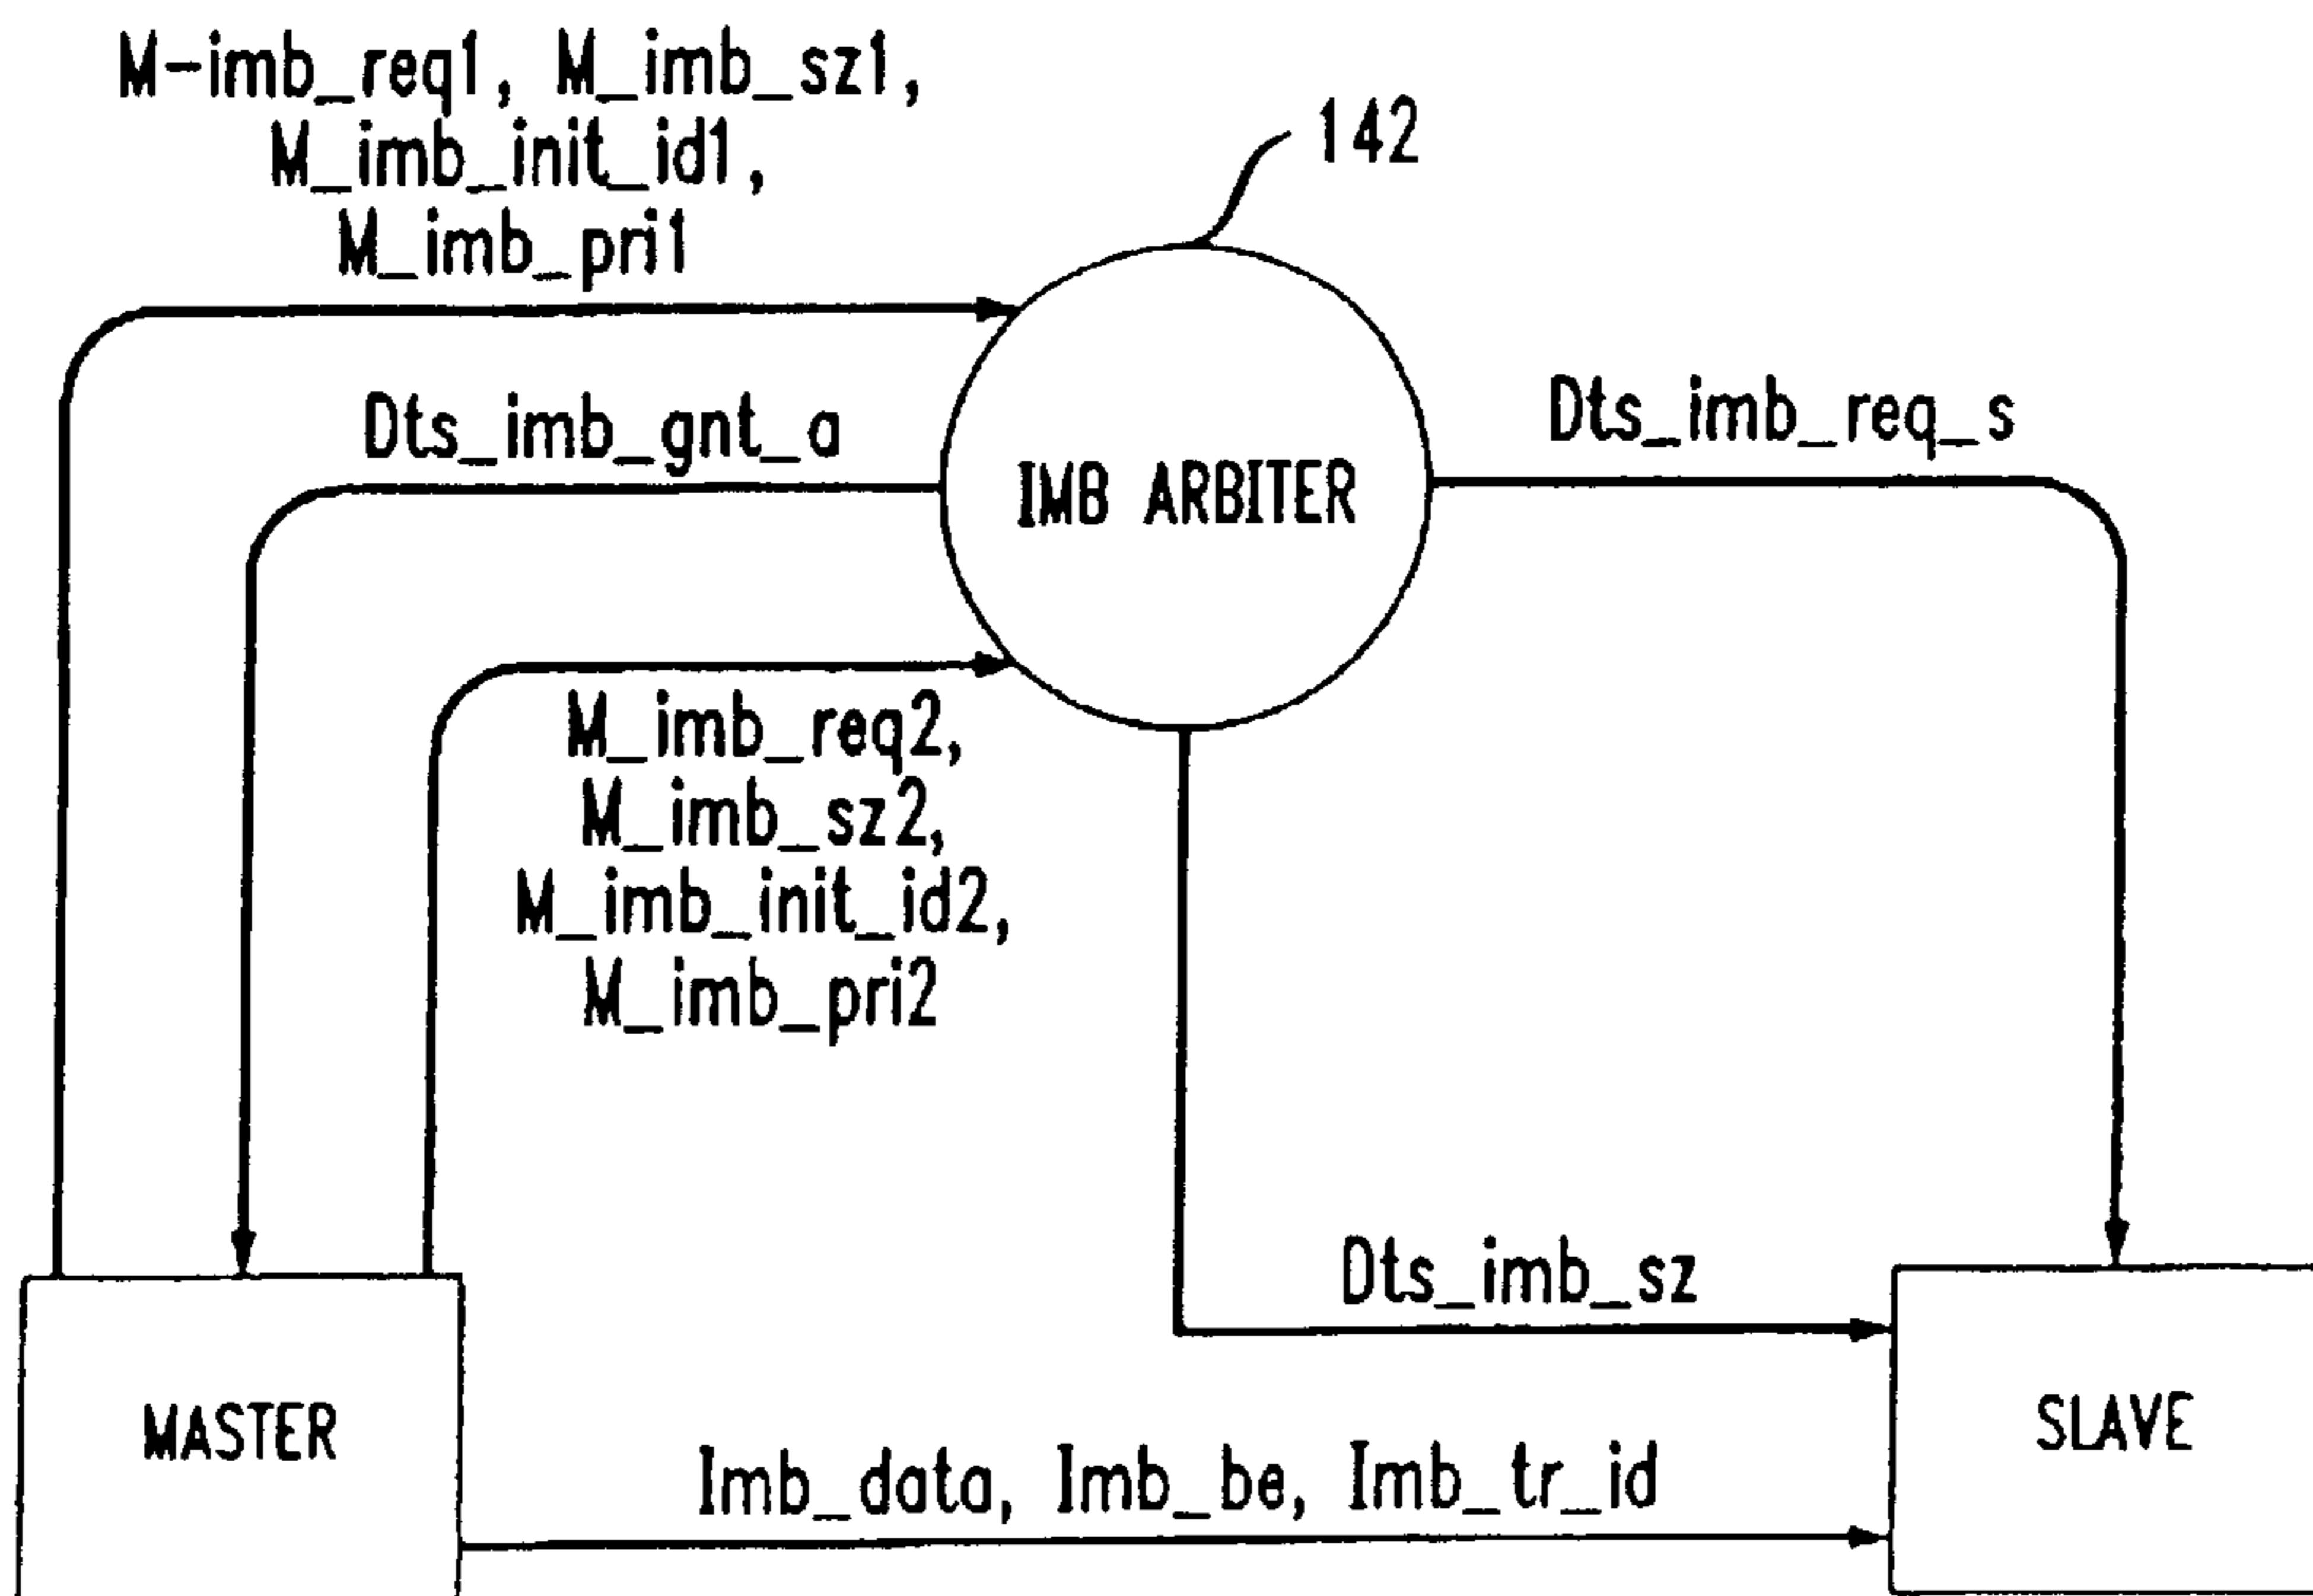 M-imb_req1, M_imb_sz1,
M_imb_init_id1,
M_imb_pri1
142
Dts_imb_gnt_a
Dts_imb_req_s
IMB ARBITER
M_imb_req2,
M_imb_sz2,
M_imb_init_id2,
M_imb_pri2
Dts_imb_sz
MASTER
SLAVE
Imb_data, Imb_be, Imb_tr_id